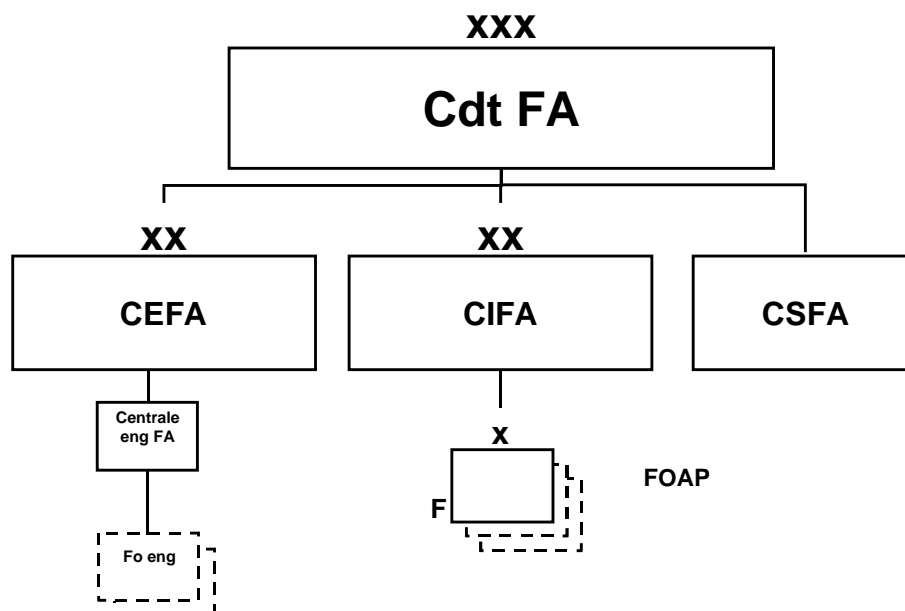 xxx
Cdt FA
xx
xx
CEFA
CIFA
CSFA
Centrale
eng FA
x
F
FOAP
Fo eng